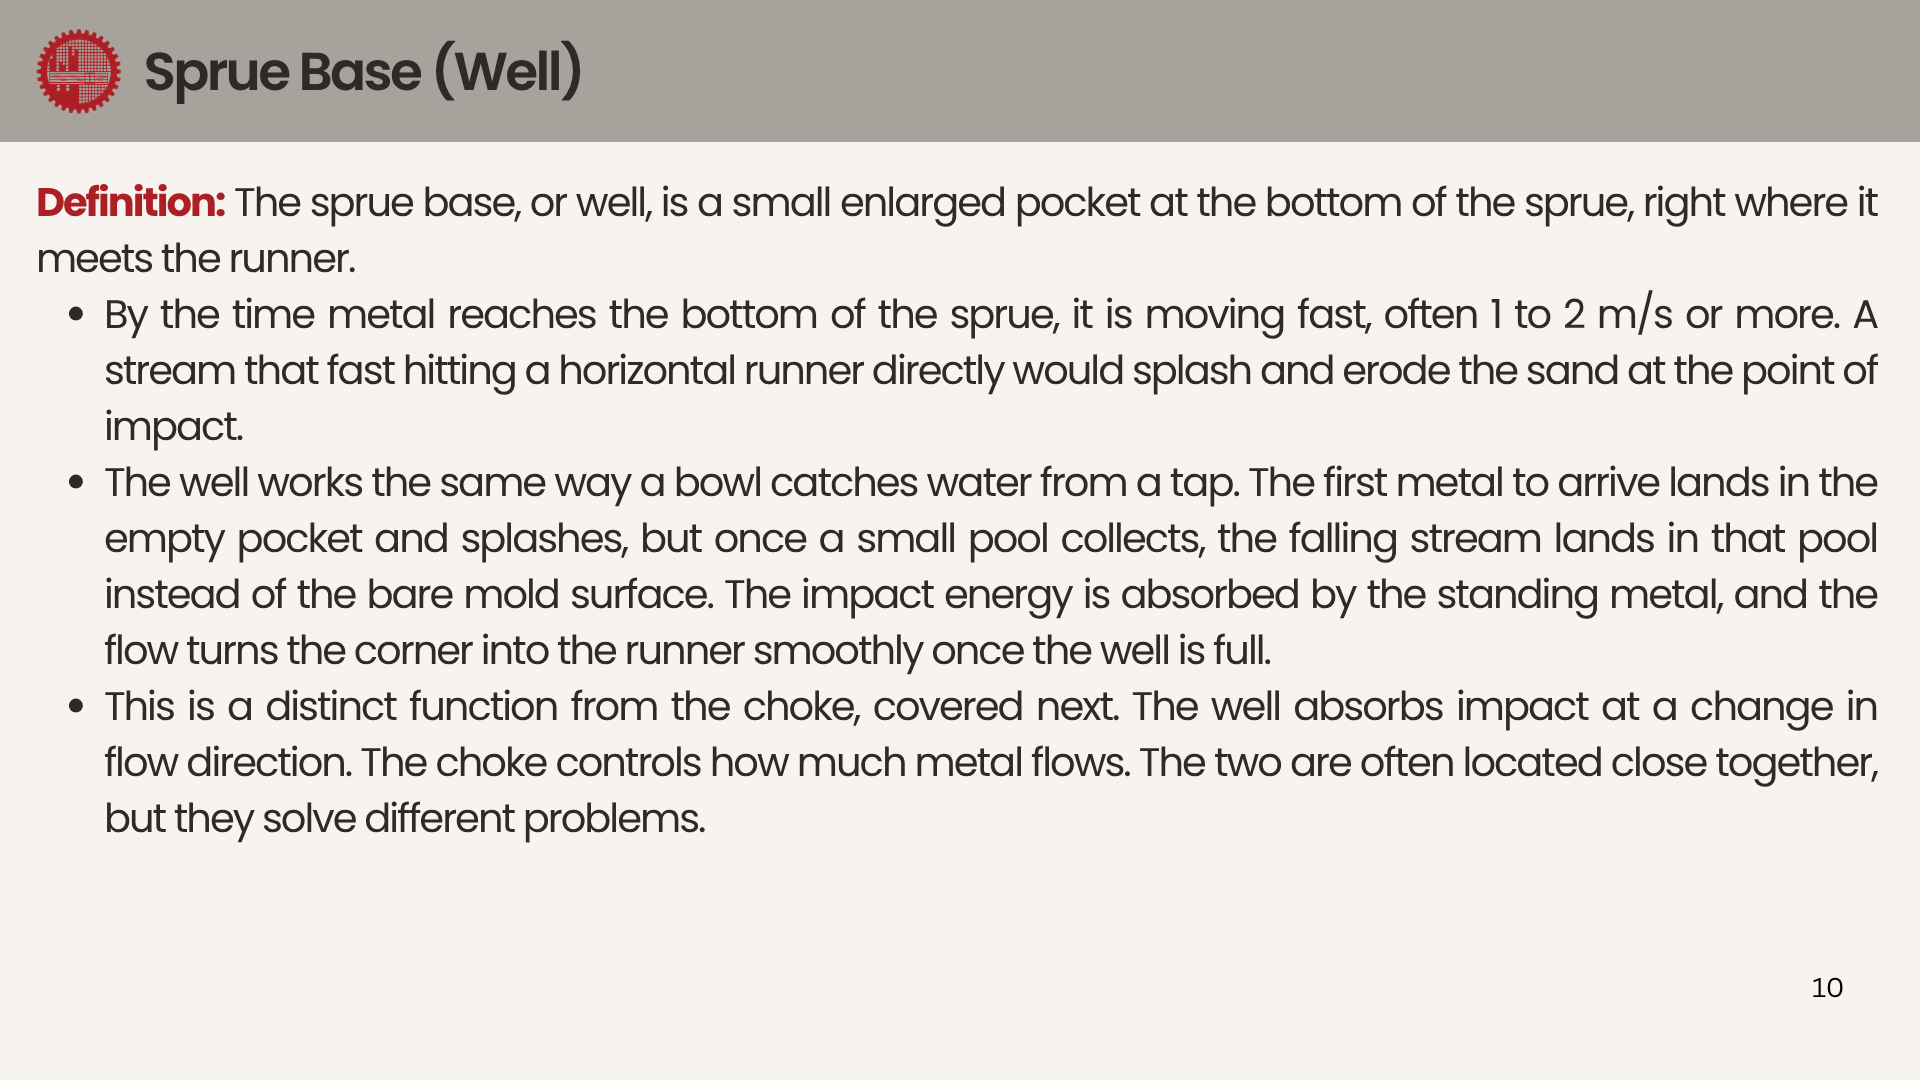 Sprue Base (Well)
Definition: The sprue base, or well, is a small enlarged pocket at the bottom of the sprue, right where it
meets the runner.
• By the time metal reaches the bottom of the sprue, it is moving fast, often 1 to 2 m/s or more. A
stream that fast hitting a horizontal runner directly would splash and erode the sand at the point of
impact.
• The well works the same way a bowl catches water from a tap. The first metal to arrive lands in the
empty pocket and splashes, but once a small pool collects, the falling stream lands in that pool
instead of the bare mold surface. The impact energy is absorbed by the standing metal, and the
flow turns the corner into the runner smoothly once the well is full.
• This is a distinct function from the choke, covered next. The well absorbs impact at a change in
flow direction. The choke controls how much metal flows. The two are often located close together,
but they solve different problems.
10